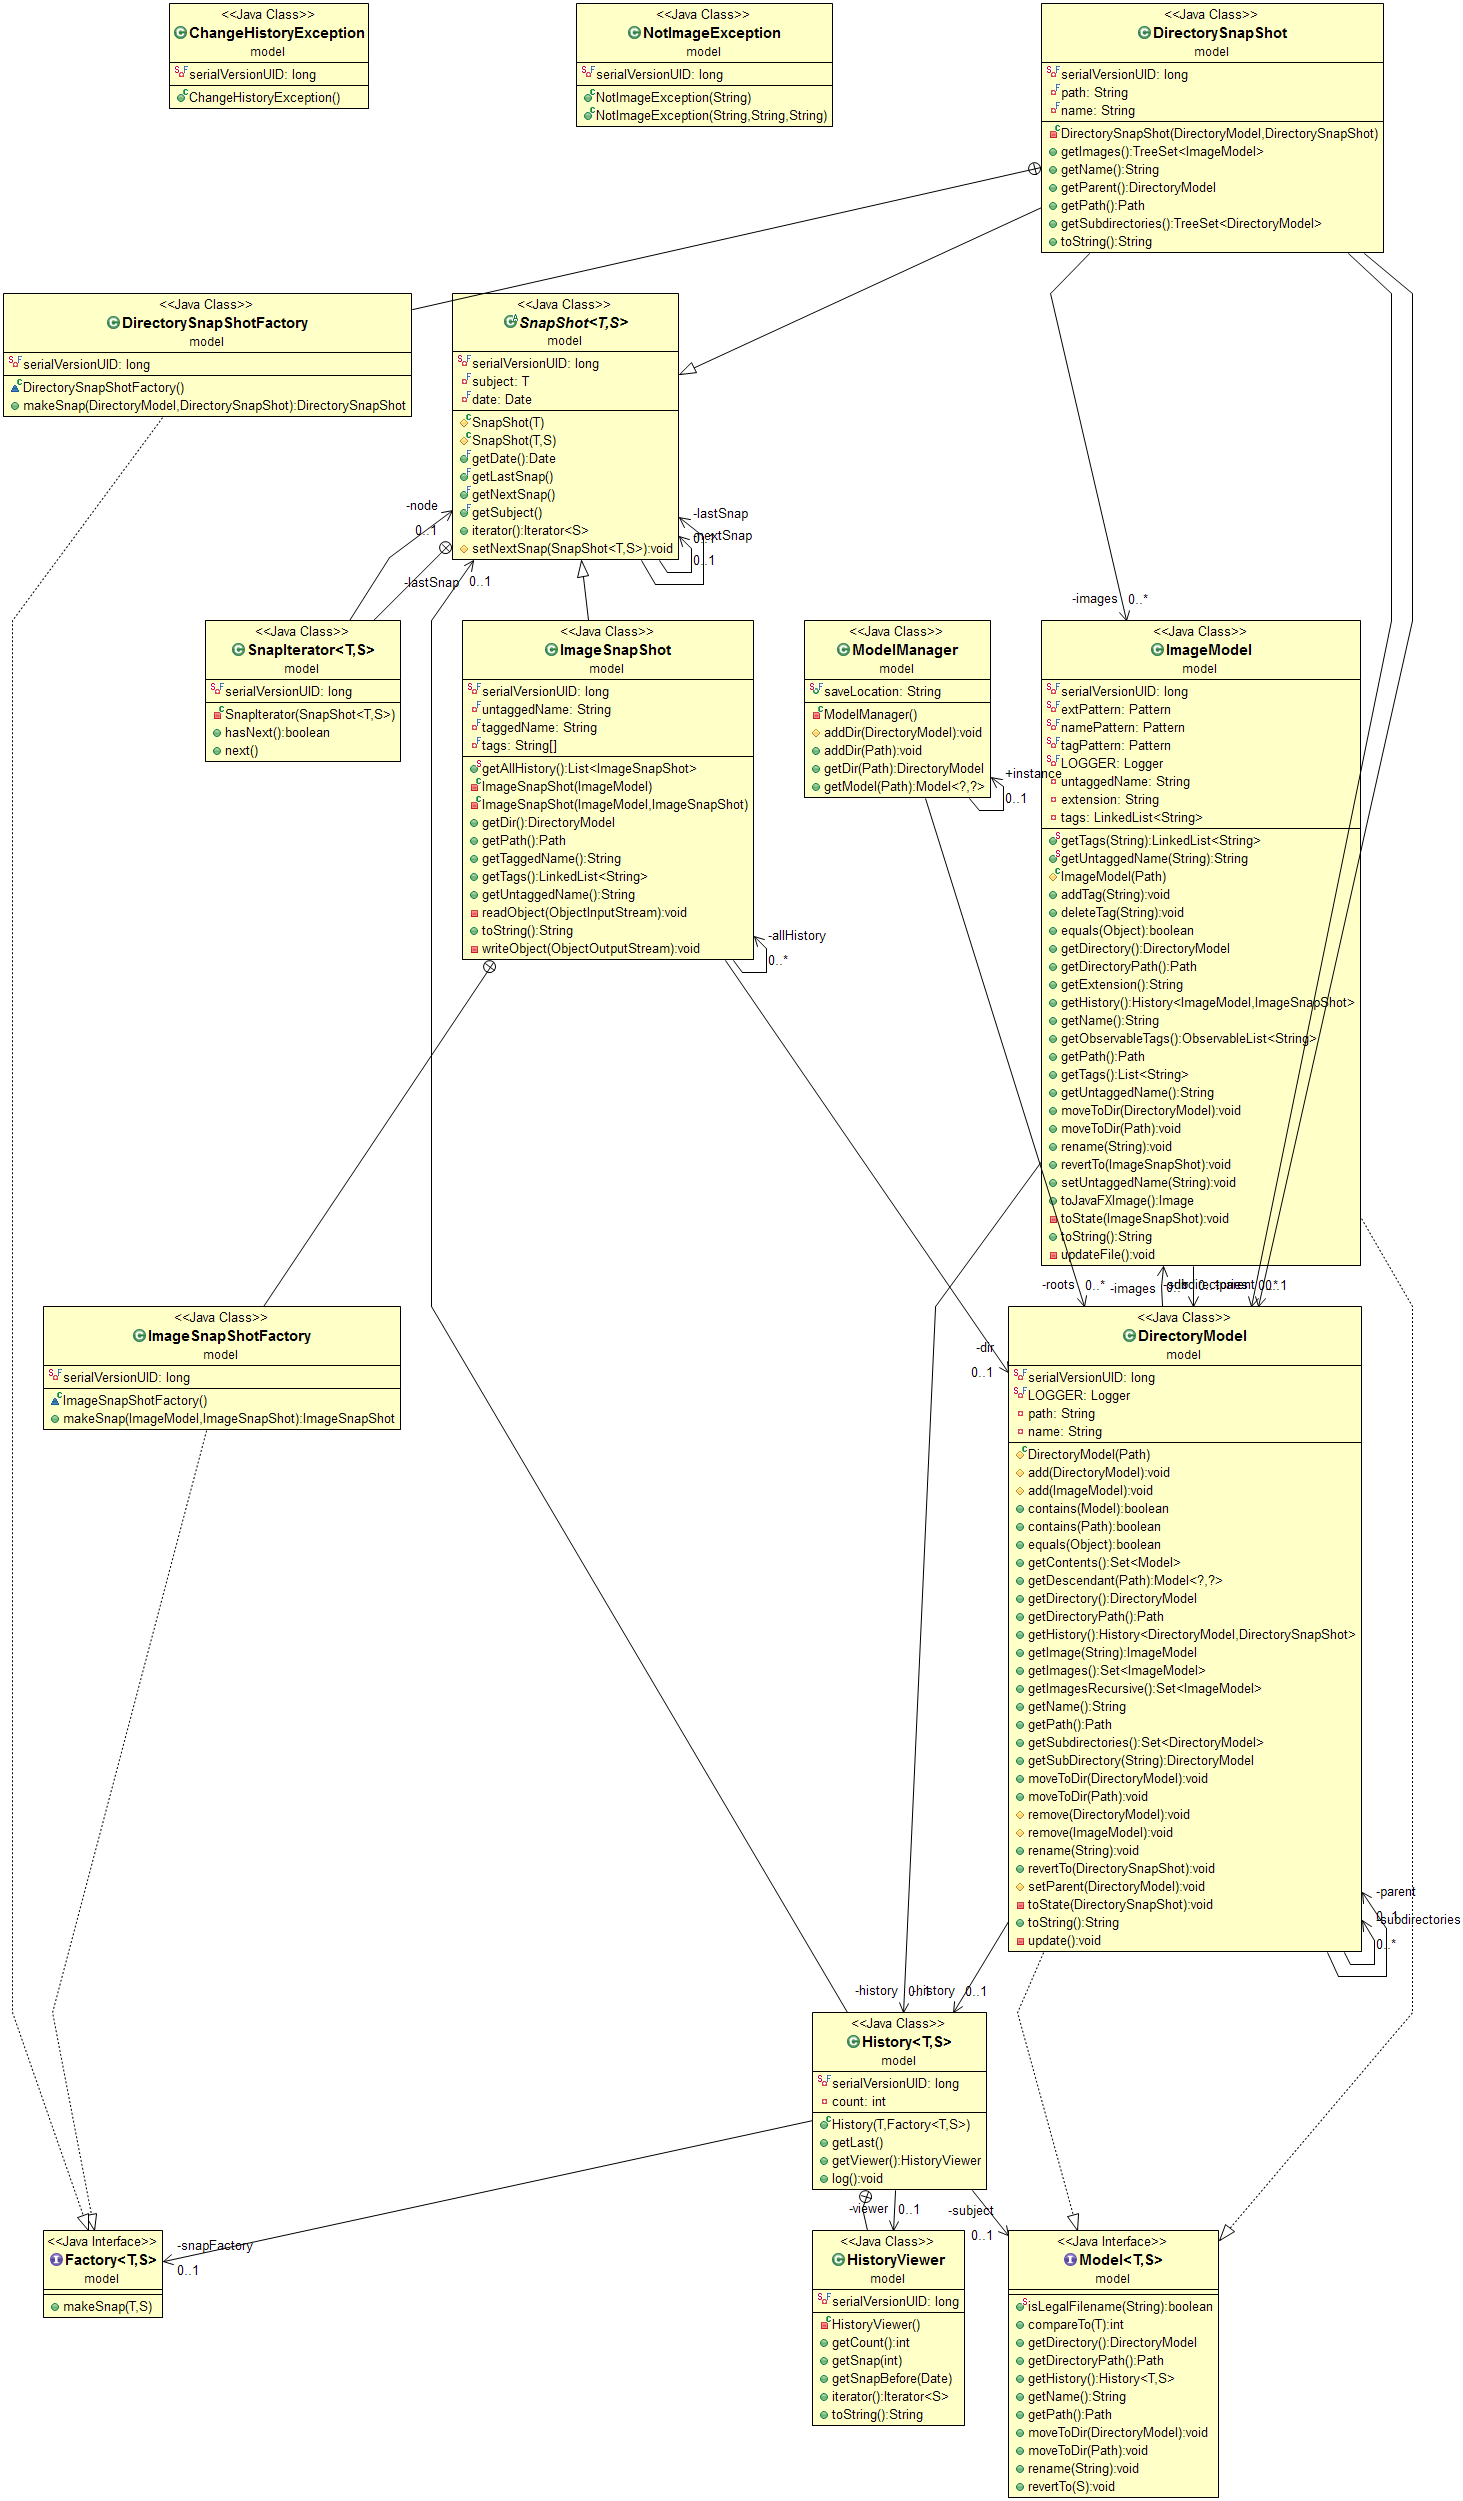 <<Java Class>>
ChangeHistoryException
model
serialVersionUID: long
ChangeHistoryException()
<<Java Class>>
NotImageException
model
serialVersionUID: long
NotImageException(String)
NotImageException(String,String,String)
<<Java Class>>
DirectorySnapShot
model
serialVersionUID: long
path: String
name: String
DirectorySnapShot(DirectoryModel,DirectorySnapShot)
getImages():TreeSet<ImageModel>
getName():String
getParent():DirectoryModel
getPath():Path
getSubdirectories():TreeSet<DirectoryModel>
toString():String
<<Java Class>>
DirectorySnapShotFactory
model
serialVersionUID: long
DirectorySnapShotFactory()
makeSnap(DirectoryModel,DirectorySnapShot):DirectorySnapShot
<<Java Class>>
SnapShot<T,S>
model
serialVersionUID: long
subject: T
date: Date
SnapShot(T)
SnapShot(T,S)
getDate():Date
getLastSnap()
getNextSnap()
getSubject()
iterator():Iterator<S>
setNextSnap(SnapShot<T,S>):void
-node
0..1
-lastSnap
0..1
-lastSnap
-nextSnap
0..1
-images
0..*
<<Java Class>>
SnapIterator<T,S>
model
serialVersionUID: long
SnapIterator(SnapShot<T,S>)
hasNext():boolean
next()
<<Java Class>>
ImageSnapShot
model
serialVersionUID: long
untaggedName: String
taggedName: String
tags: String[]
getAllHistory():List<ImageSnapShot>
ImageSnapShot(ImageModel)
ImageSnapShot(ImageModel,ImageSnapShot)
getDir():DirectoryModel
getPath():Path
getTaggedName():String
getTags():LinkedList<String>
getUntaggedName():String
readObject(ObjectInputStream):void
toString():String
writeObject(ObjectOutputStream):void
-allHistory
0..*
<<Java Class>>
ModelManager
model
saveLocation: String
ModelManager()
addDir(DirectoryModel):void
addDir(Path):void
getDir(Path):DirectoryModel
getModel(Path):Model<?,?>
+instance
0..1
<<Java Class>>
ImageModel
model
serialVersionUID: long
extPattern: Pattern
namePattern: Pattern
tagPattern: Pattern
LOGGER: Logger
untaggedName: String
extension: String
tags: LinkedList<String>
getTags(String):LinkedList<String>
getUntaggedName(String):String
ImageModel(Path)
addTag(String):void
deleteTag(String):void
equals(Object):boolean
getDirectory():DirectoryModel
getDirectoryPath():Path
getExtension():String
getHistory():History<ImageModel,ImageSnapShot>
getName():String
getObservableTags():ObservableList<String>
getPath():Path
getTags():List<String>
getUntaggedName():String
moveToDir(DirectoryModel):void
moveToDir(Path):void
rename(String):void
revertTo(ImageSnapShot):void
setUntaggedName(String):void
toJavaFXImage():Image
toState(ImageSnapShot):void
toString():String
updateFile():void
-roots
0..*
-images
-dir
0..1
<<Java Class>>
ImageSnapShotFactory
model
serialVersionUID: long
ImageSnapShotFactory()
makeSnap(ImageModel,ImageSnapShot):ImageSnapShot
<<Java Class>>
DirectoryModel
model
serialVersionUID: long
LOGGER: Logger
path: String
name: String
DirectoryModel(Path)
add(DirectoryModel):void
add(ImageModel):void
contains(Model):boolean
contains(Path):boolean
equals(Object):boolean
getContents():Set<Model>
getDescendant(Path):Model<?,?>
getDirectory():DirectoryModel
getDirectoryPath():Path
getHistory():History<DirectoryModel,DirectorySnapShot>
getImage(String):ImageModel
getImages():Set<ImageModel>
getImagesRecursive():Set<ImageModel>
getName():String
getPath():Path
getSubdirectories():Set<DirectoryModel>
getSubDirectory(String):DirectoryModel
moveToDir(DirectoryModel):void
moveToDir(Path):void
remove(DirectoryModel):void
remove(ImageModel):void
rename(String):void
revertTo(DirectorySnapShot):void
setParent(DirectoryModel):void
toState(DirectorySnapShot):void
toString():String
update():void
-parent
0..1
-subdirectories
0..*
-history
-history
0..1
<<Java Class>>
History<T,S>
model
serialVersionUID: long
count: int
History(T,Factory<T,S>)
getLast()
getViewer():HistoryViewer
log():void
-viewer
0..1
-subject
0..1
-snapFactory
0..1
<<Java Interface>>
Factory<T,S>
model
makeSnap(T,S)
<<Java Class>>
HistoryViewer
model
serialVersionUID: long
HistoryViewer()
getCount():int
getSnap(int)
getSnapBefore(Date)
iterator():Iterator<S>
toString():String
<<Java Interface>>
Model<T,S>
model
isLegalFilename(String):boolean
compareTo(T):int
getDirectory():DirectoryModel
getDirectoryPath():Path
getHistory():History<T,S>
getName():String
getPath():Path
moveToDir(DirectoryModel):void
moveToDir(Path):void
rename(String):void
revertTo(S):void